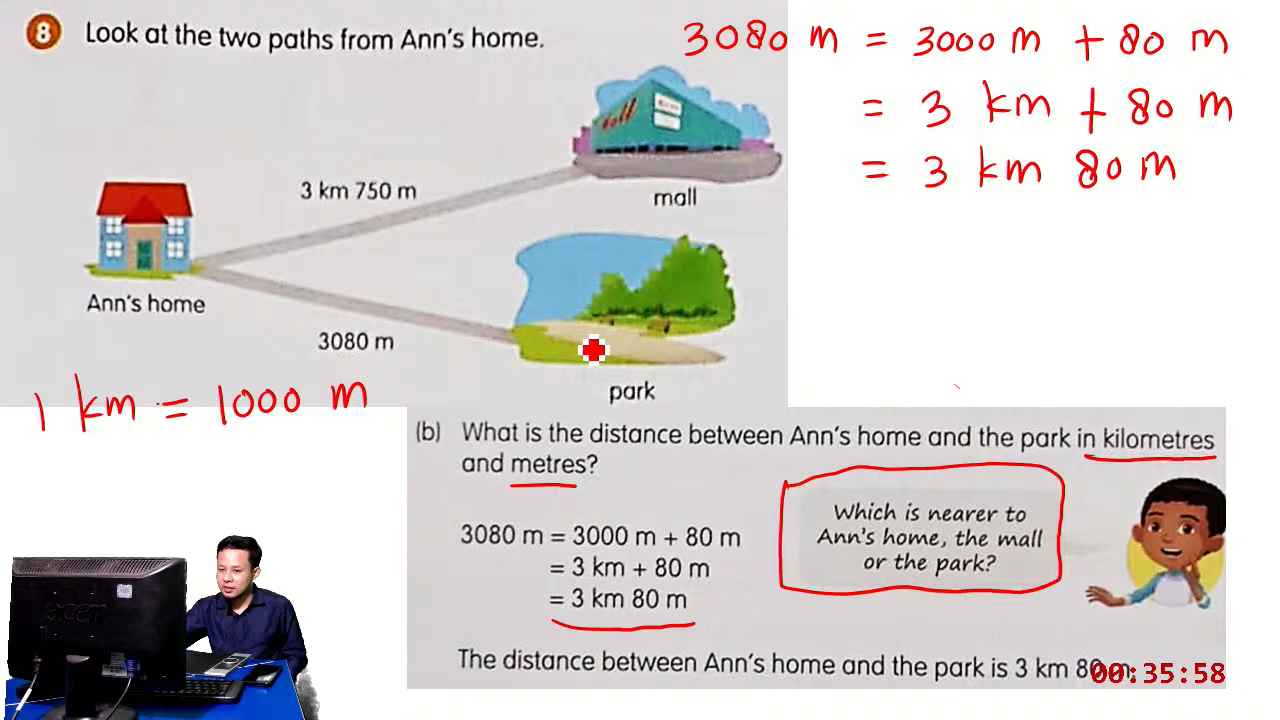 8 Look at the two paths from Ann's home.
3080 m = 3000 m + 80 m
= 3 km + 80 m
= 3 km 80 m
mall
3 km 750 m
mall
Ann's home
3080 m
park
1 km = 1000 m
(b) What is the distance between Ann's home and the park in kilometres
and metres?
3080 m = 3000 m + 80 m
= 3 km + 80 m
= 3 km 80 m
Which is nearer to
Ann's home, the mall
or the park?
The distance between Ann's home and the park is 3 km 80 m.
00:35:58